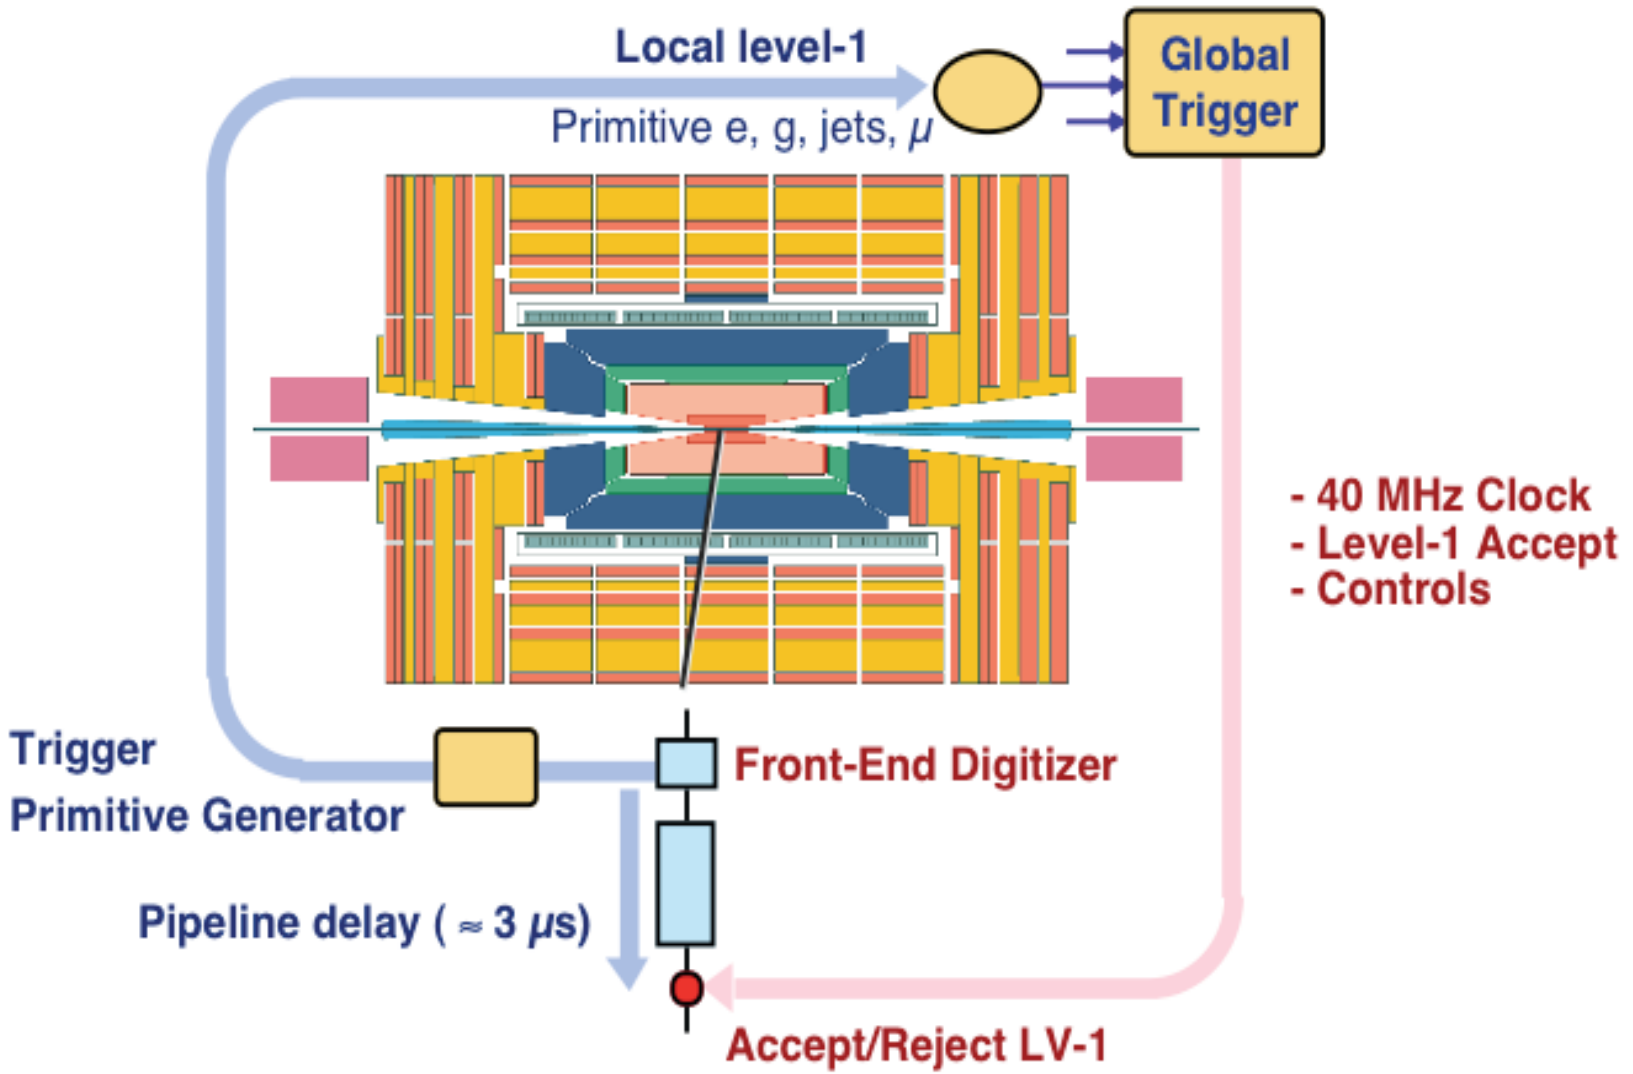 Local level-1
Primitive e, g, jets, µ
Global
Trigger
- 40 MHz Clock
- Level-1 Accept
- Controls
Trigger
Primitive Generator
Front-End Digitizer
Pipeline delay ( ≈ 3 µs)
Accept/Reject LV-1